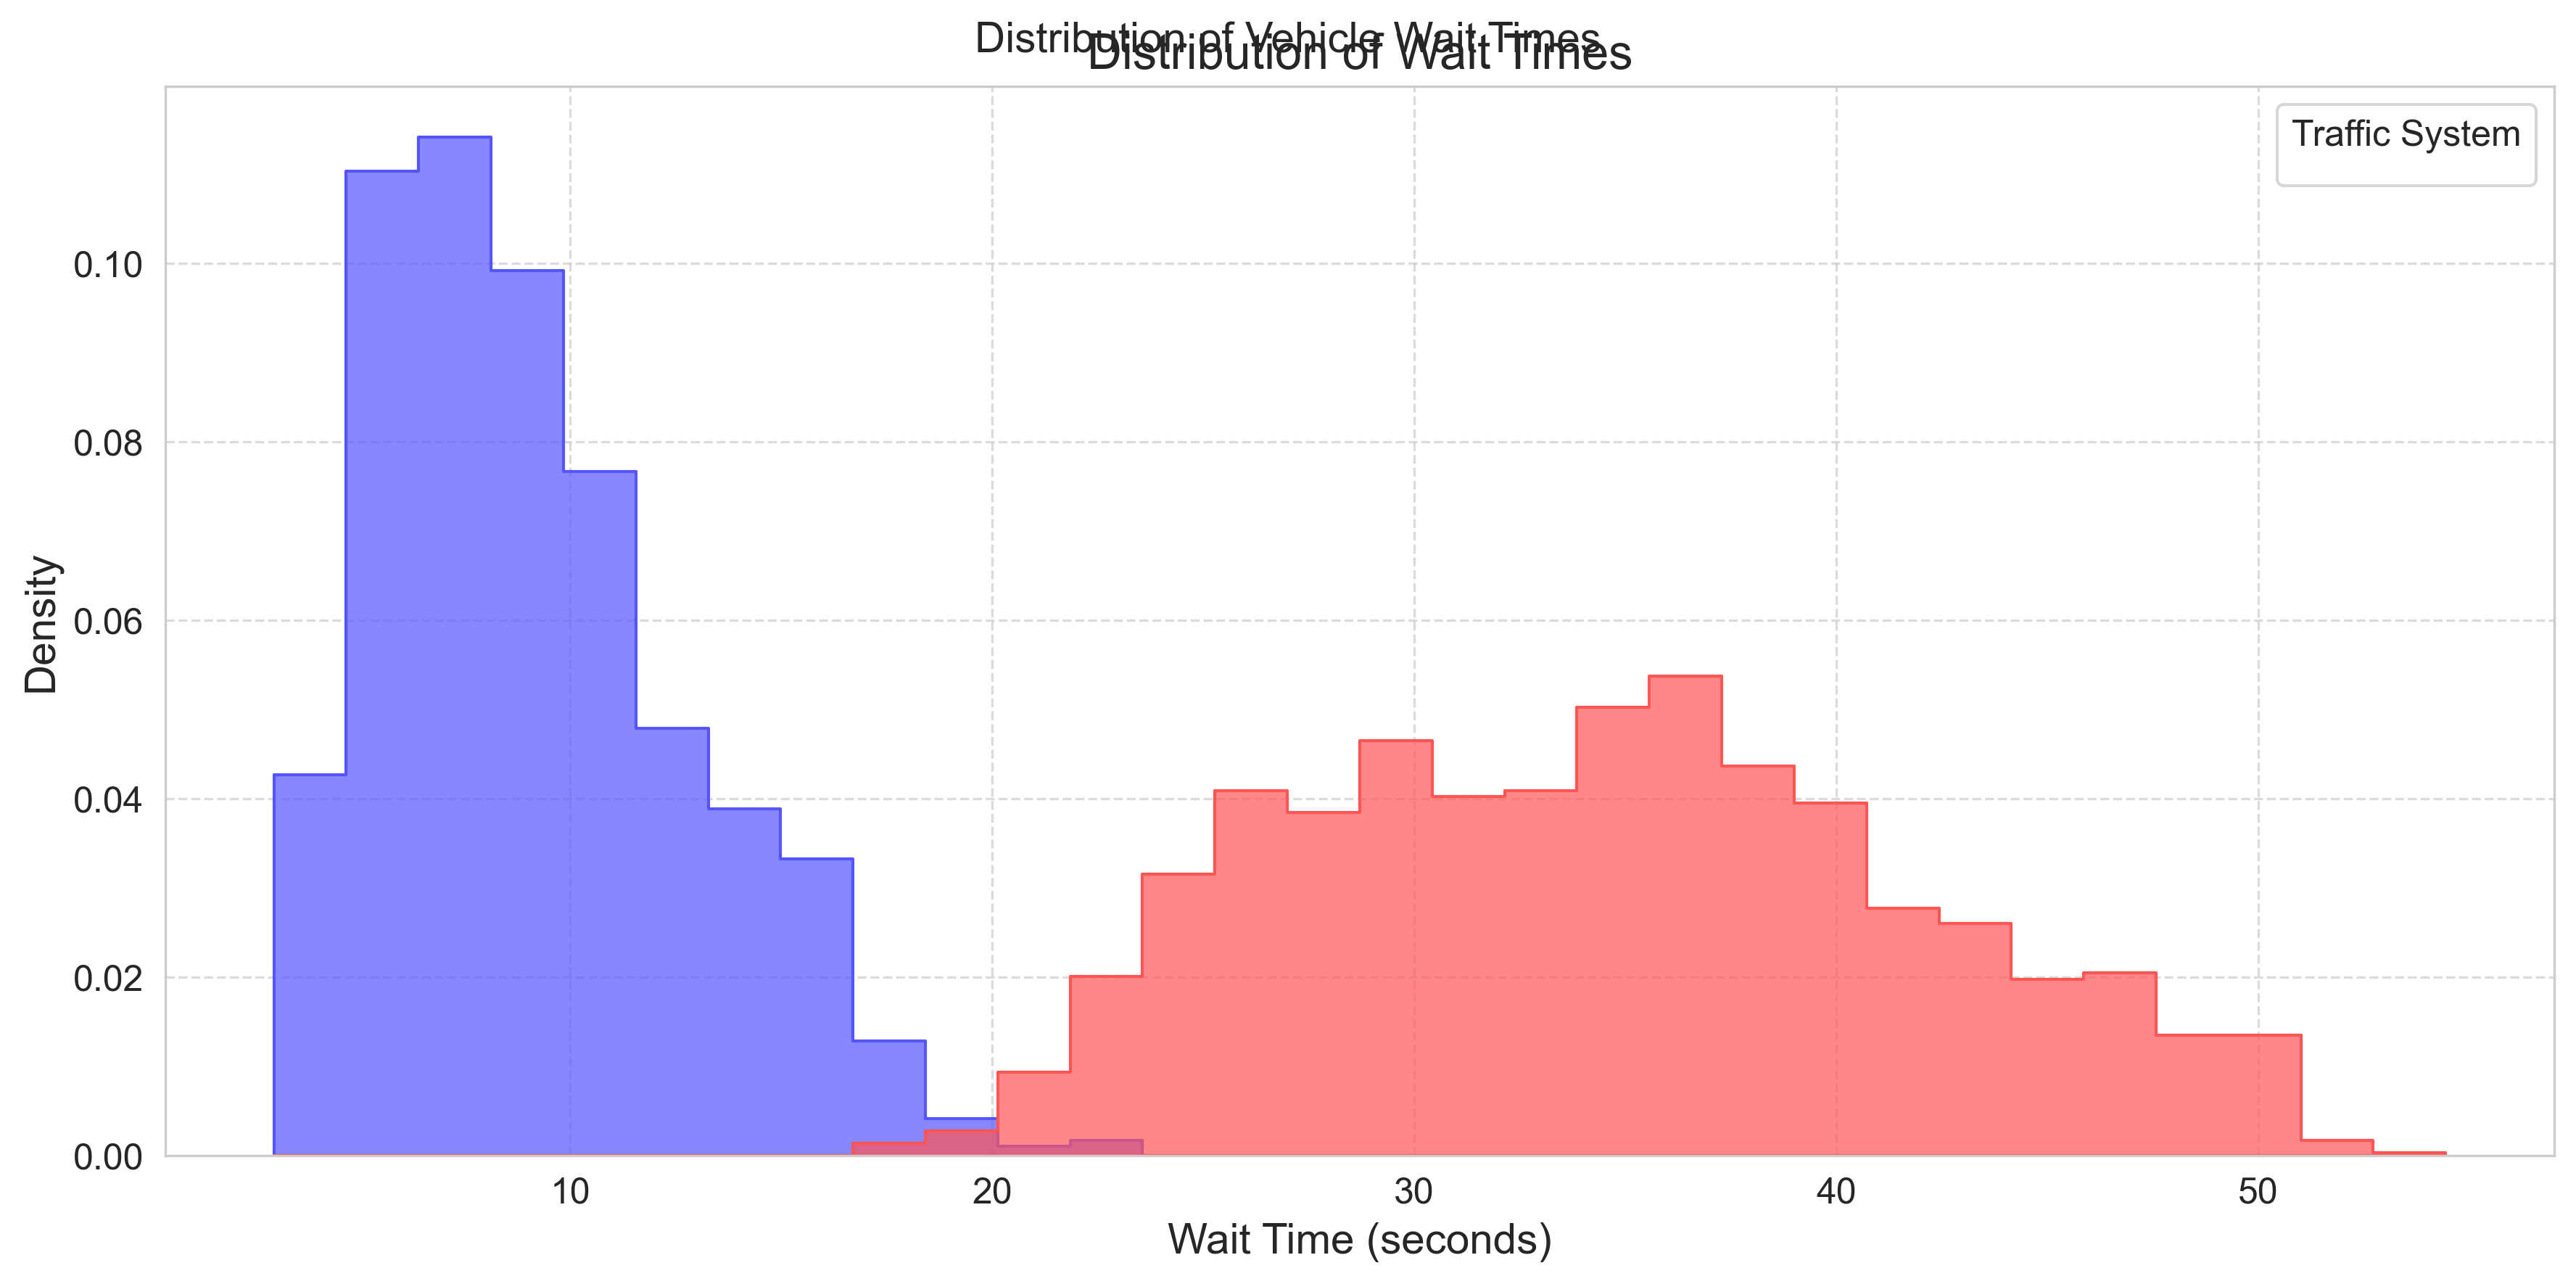 Distribution of Vehicle Wait Times
Distribution of Wait Times
Traffic System
0.10
0.08
0.06
0.04
0.02
0.00
Density
10 20 30 40 50
Wait Time (seconds)